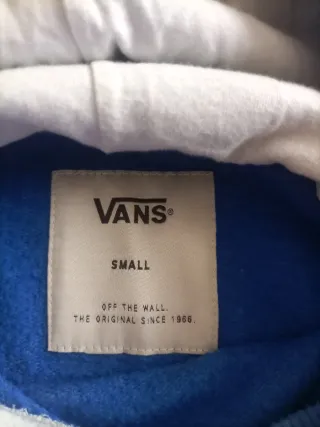 VANS®
SMALL
OFF THE WALL.
THE ORIGINAL SINCE 1966.